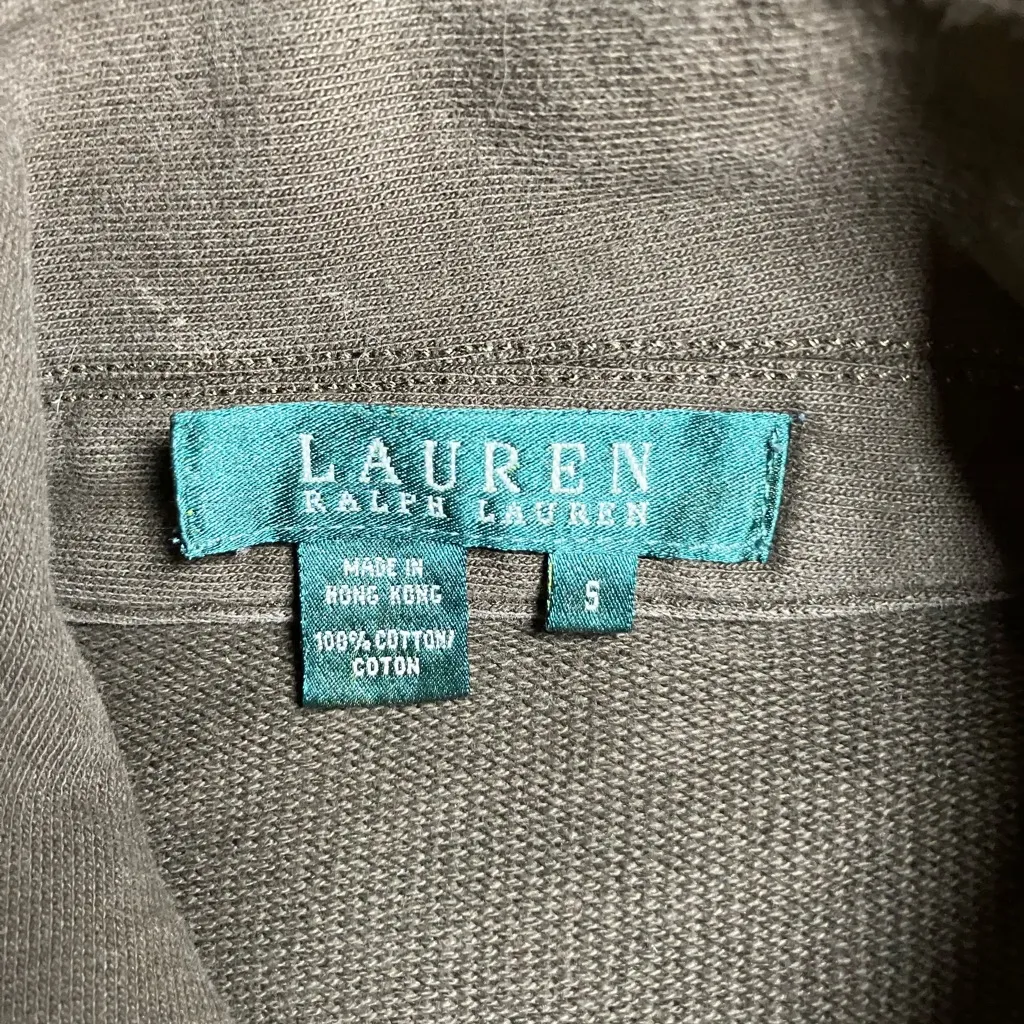 LAUREN
RALPH LAUREN
MADE IN
HONG KONG
100% COTTON/
COTON
S